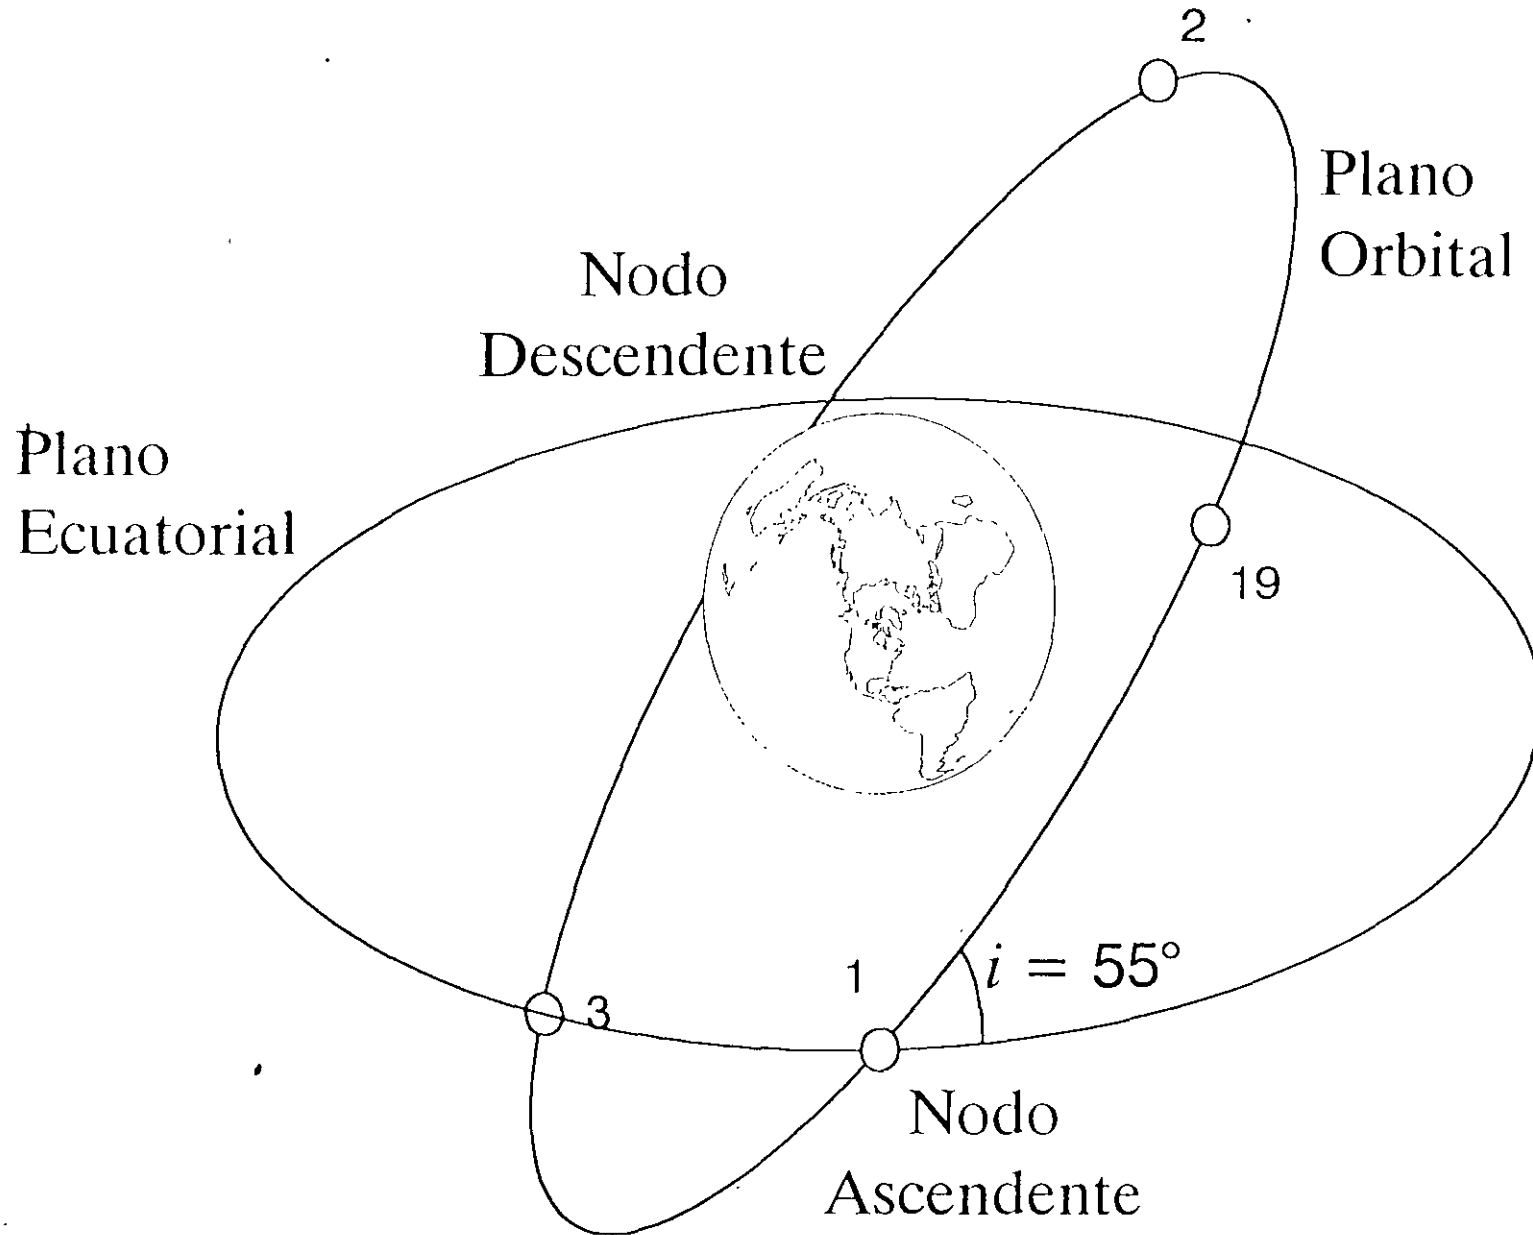 2
Plano
Orbital
Nodo
Descendente
Plano
Ecuatorial
19
1
i = 55°
3
Nodo
Ascendente